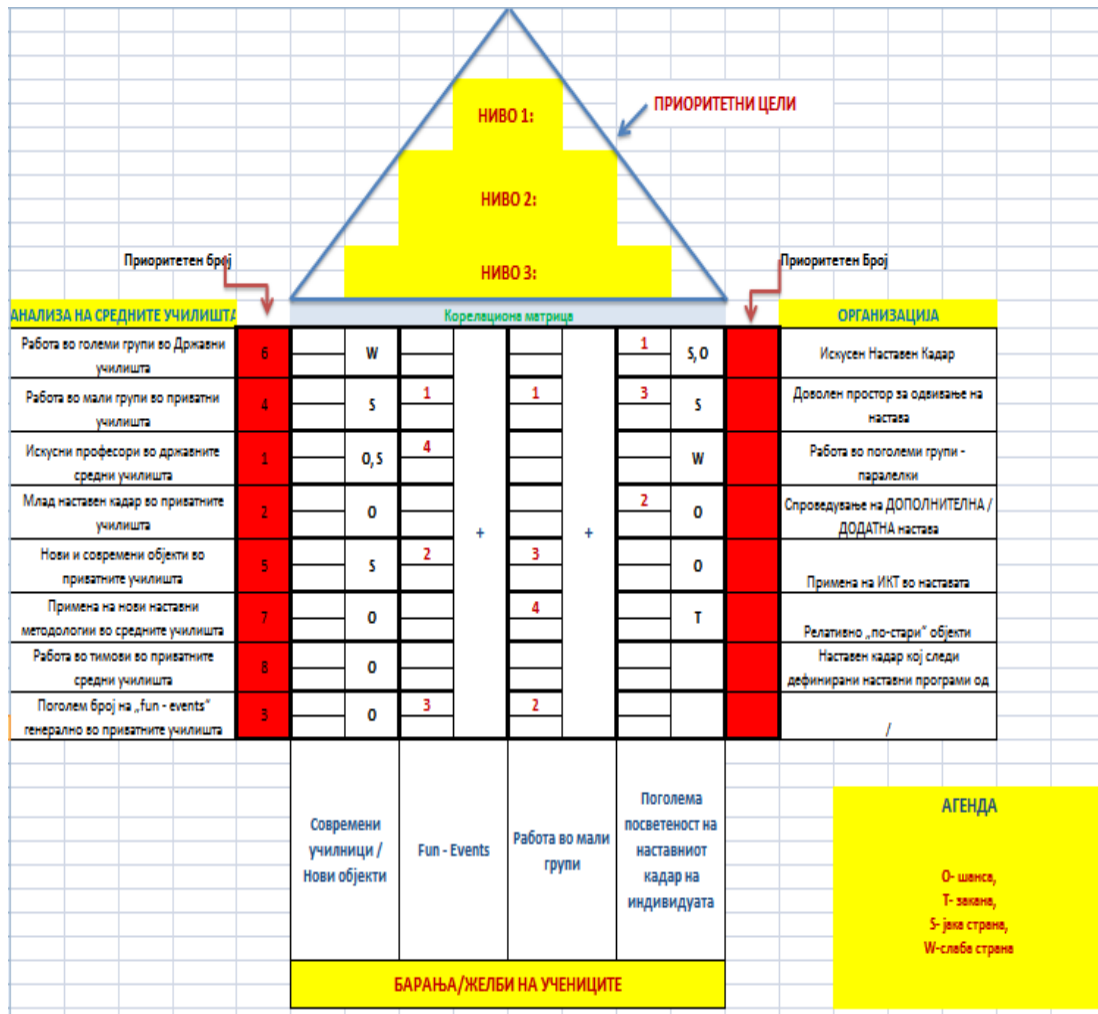 НИВО 1:
ПРИОРИТЕТНИ ЦЕЛИ
НИВО 2:
НИВО 3:
Приоритетен број
Приоритетен Број
АНАЛИЗА НА СРЕДНИТЕ УЧИЛИШТА
Корелациона матрица
ОРГАНИЗАЦИЈА
Работа во големи групи во Државни
училишта
6
W
1
S, O
Искусен Наставен Кадар
Работа во мали групи во приватни
училишта
4
S
1
1
3
S
Доволен простор за одвивање на
настава
Искусни професори во државните
средни училишта
1
O, S
4
W
Работа во поголеми групи -
паралелки
Млад наставен кадар во приватните
училишта
2
O
+
+
2
O
Спроведување на ДОПОЛНИТЕЛНА /
ДОДАТНА настава
Нови и современи објекти во
приватните училишта
5
S
2
3
O
Примена на ИКТ во наставата
Примена на нови наставни
методологии во средните училишта
7
O
4
T
Релативно „по-стари" објекти
Работа во тимови во приватните
средни училишта
8
O
Наставен кадар кој следи
дефинирани наставни програми од
Поголем број на „fun - events"
генерално во приватните училишта
3
O
3
2
/
Современи
училници /
Нови објекти
Fun - Events
Работа во мали
групи
Поголема
посветеност на
наставниот
кадар на
индивидуата
БАРАЊА/ЖЕЛБИ НА УЧЕНИЦИТЕ
АГЕНДА
O- шанса,
T- закана,
S- јака страна,
W-слаба страна